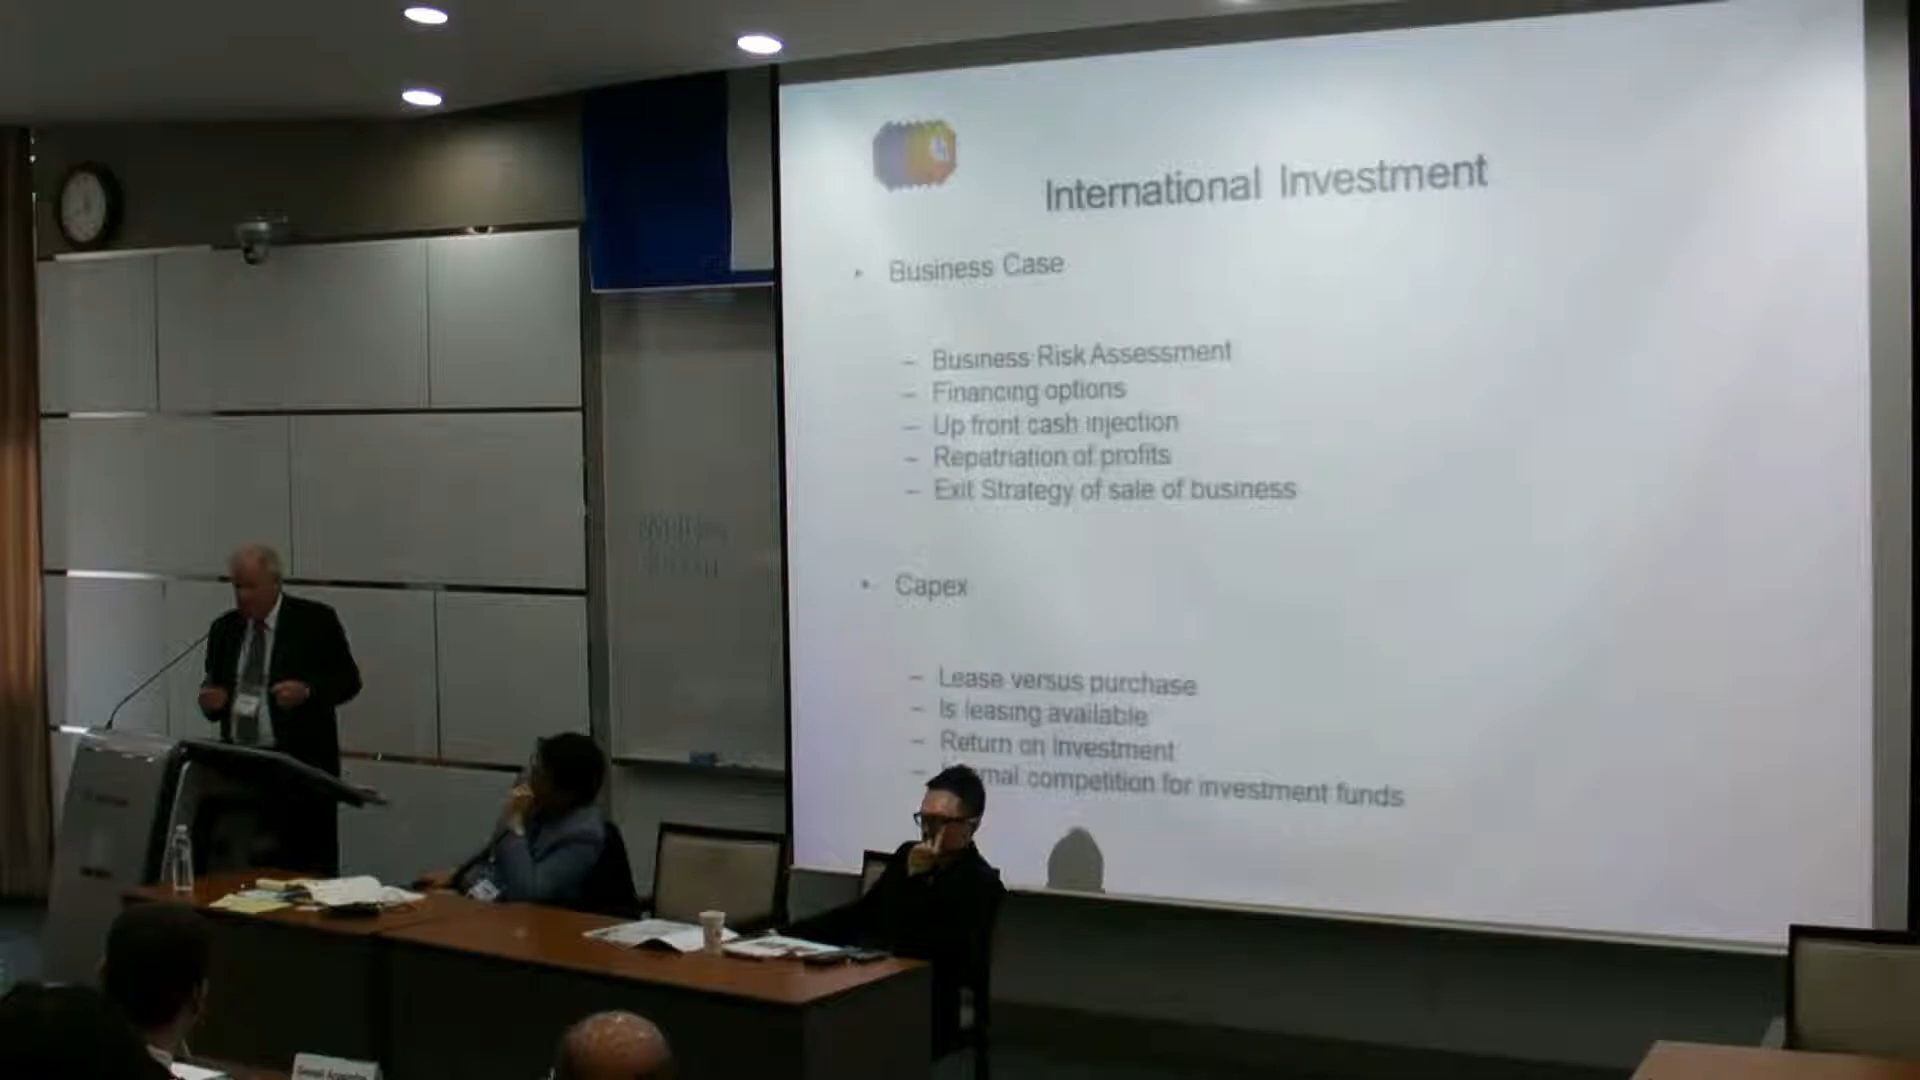 International Investment
• Business Case
– Business Risk Assessment
– Financing options
– Up front cash injection
– Repatriation of profits
– Exit Strategy of sale of business
• Capex
– Lease versus purchase
– Is leasing available
– Return on Investment
– competition for investment funds